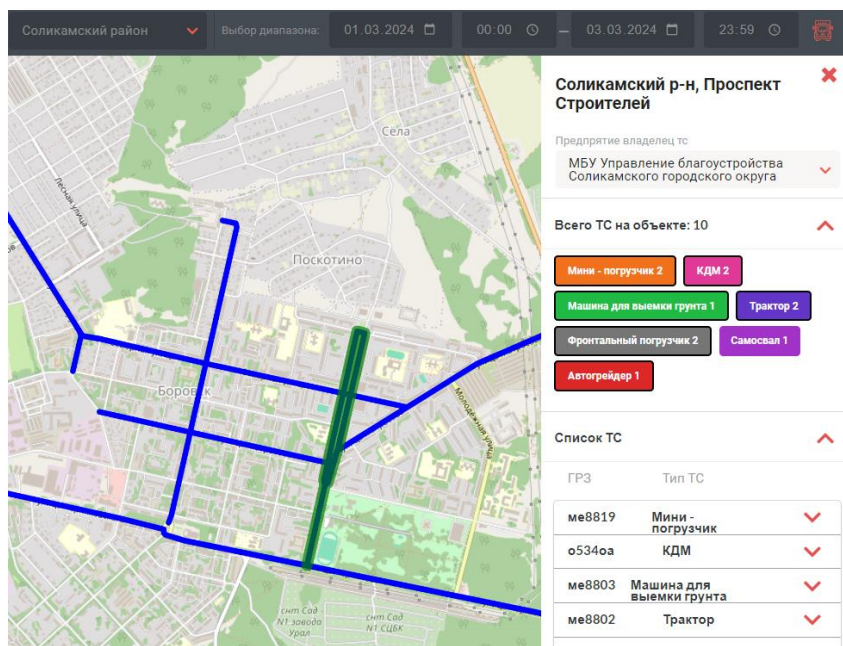 Соликамский район
Выбор диапазона:
01.03.2024
00:00
–
03.03.2024
23:59
Соликамский р-н, Проспект
Строителей
Предпрятие владелец тс
МБУ Управление благоустройства
Соликамского городского округа
Всего ТС на объекте: 10
Мини - погрузчик 2
КДМ 2
Машина для выемки грунта 1
Трактор 2
Фронтальный погрузчик 2
Самосвал 1
Автогрейдер 1
Список ТС
ГРЗ
Тип ТС
ме8819
Мини -
погрузчик
о534оа
КДМ
ме8803
Машина для
выемки грунта
ме8802
Трактор
Села
Лесная улица
Поскотино
Боровск
Молодёжная улица
снт Сад
N1 завода
Урал
снт Сад
N1 СЦБК